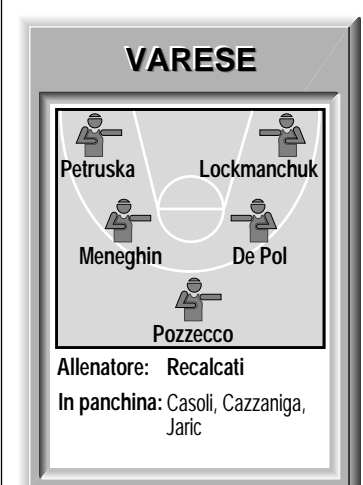 VARESE
Petruska Lockmanchuk
Meneghin De Pol
Pozzecco
Allenatore: Recalcati
In panchina: Casoli, Cazzaniga,
Jaric